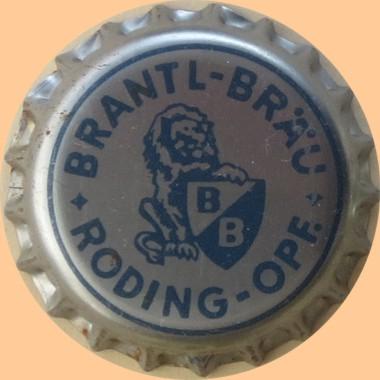 BRANTL-BRÄU
B
B
RODING-OPF.